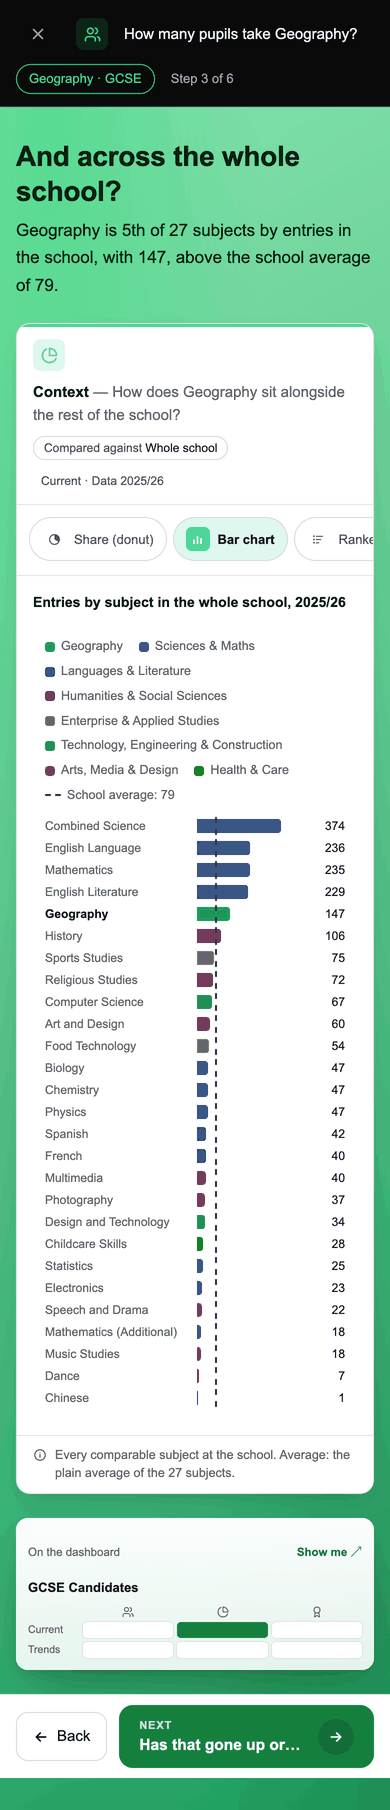 How many pupils take Geography?
Geography · GCSE
Step 3 of 6
And across the whole
school?
Geography is 5th of 27 subjects by entries in
the school, with 147, above the school average
of 79.
Context — How does Geography sit alongside
the rest of the school?
Compared against Whole school
Current · Data 2025/26
Share (donut)
Bar chart
Ranke
Entries by subject in the whole school, 2025/26
Geography
Sciences & Maths
Languages & Literature
Humanities & Social Sciences
Enterprise & Applied Studies
Technology, Engineering & Construction
Arts, Media & Design
Health & Care
School average: 79
Combined Science 374
English Language 236
Mathematics 235
English Literature 229
Geography 147
History 106
Sports Studies 75
Religious Studies 72
Computer Science 67
Art and Design 60
Food Technology 54
Biology 47
Chemistry 47
Physics 47
Spanish 42
French 40
Multimedia 40
Photography 37
Design and Technology 34
Childcare Skills 28
Statistics 25
Electronics 23
Speech and Drama 22
Mathematics (Additional) 18
Music Studies 18
Dance 7
Chinese 1
Every comparable subject at the school. Average: the
plain average of the 27 subjects.
On the dashboard
Show me ↗
GCSE Candidates
Current
Trends
← Back
NEXT
Has that gone up or…